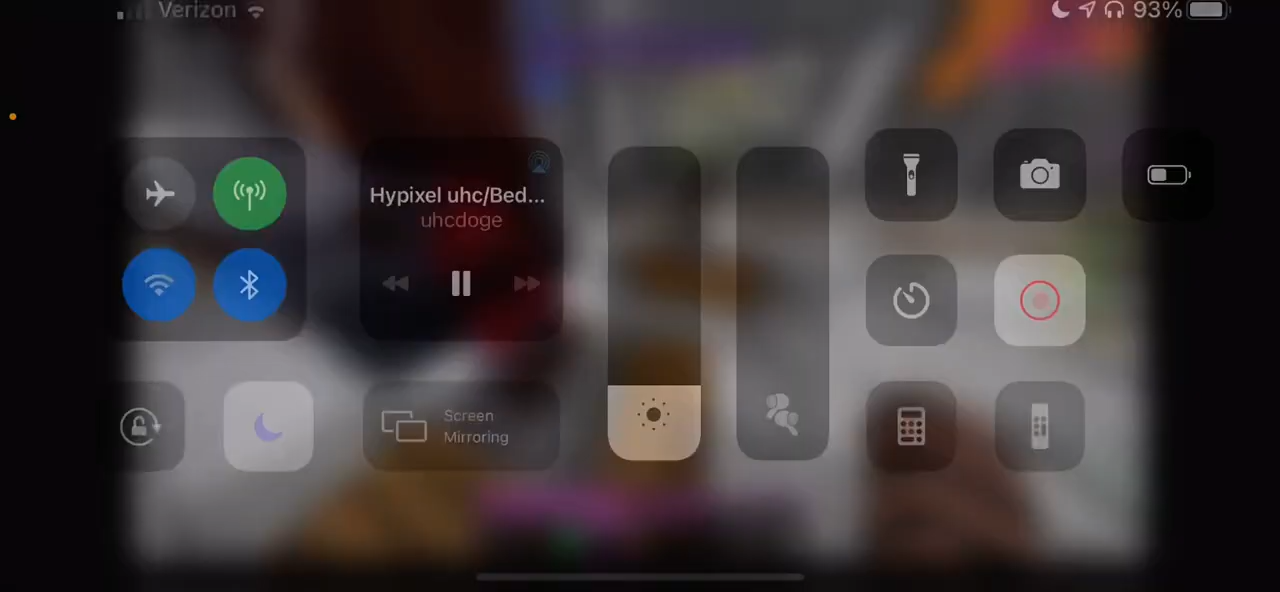 Verizon
93%
Hypixel uhc/Bed...
uhcdoge
Screen
Mirroring